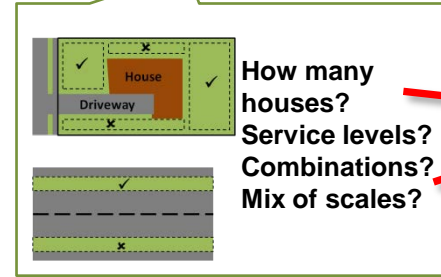 ✓
✘
House
✓
Driveway
✘
How many
houses?
Service levels?
Combinations?
Mix of scales?
✓
✘